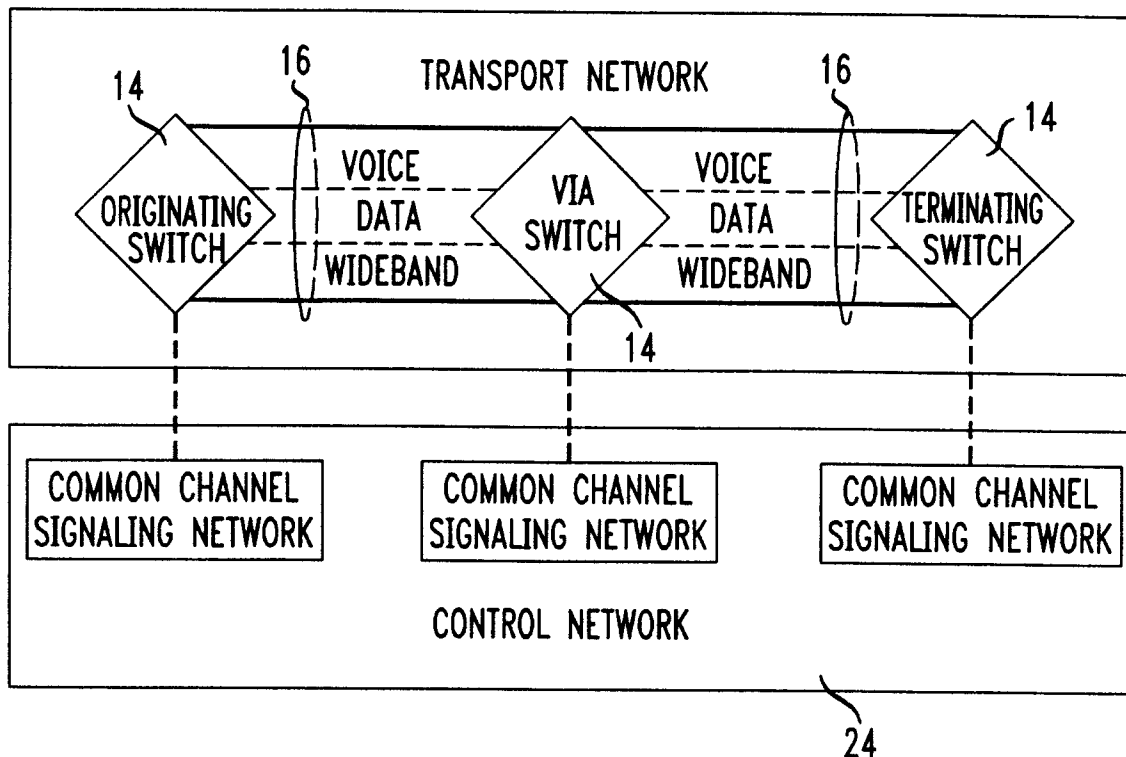 TRANSPORT NETWORK
16
16
14
14
ORIGINATING
SWITCH
VOICE
DATA
WIDEBAND
VIA
SWITCH
VOICE
DATA
WIDEBAND
TERMINATING
SWITCH
14
COMMON CHANNEL
SIGNALING NETWORK
COMMON CHANNEL
SIGNALING NETWORK
COMMON CHANNEL
SIGNALING NETWORK
CONTROL NETWORK
24